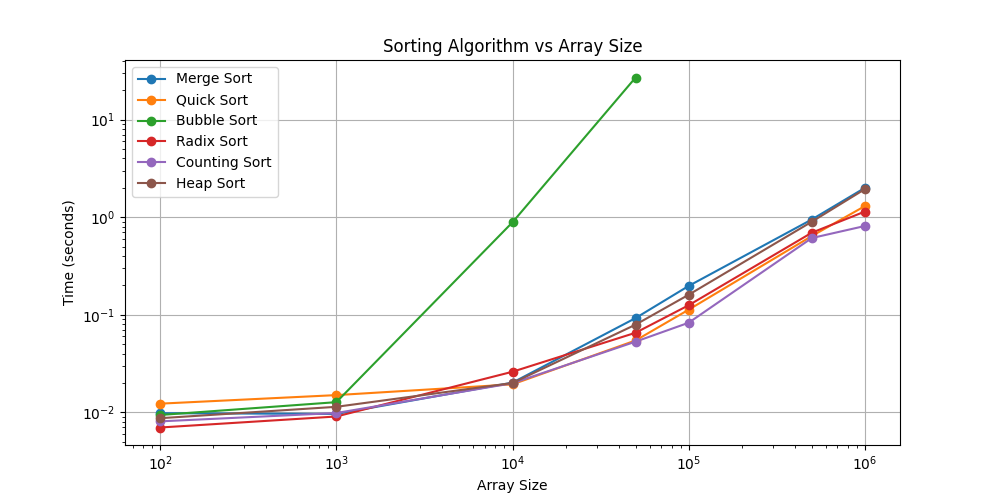 Sorting Algorithm vs Array Size
Merge Sort
Quick Sort
Bubble Sort
Radix Sort
Counting Sort
Heap Sort
Time (seconds)
10¹
10⁰
10⁻¹
10⁻²
10² 10³ 10⁴ 10⁵ 10⁶
Array Size